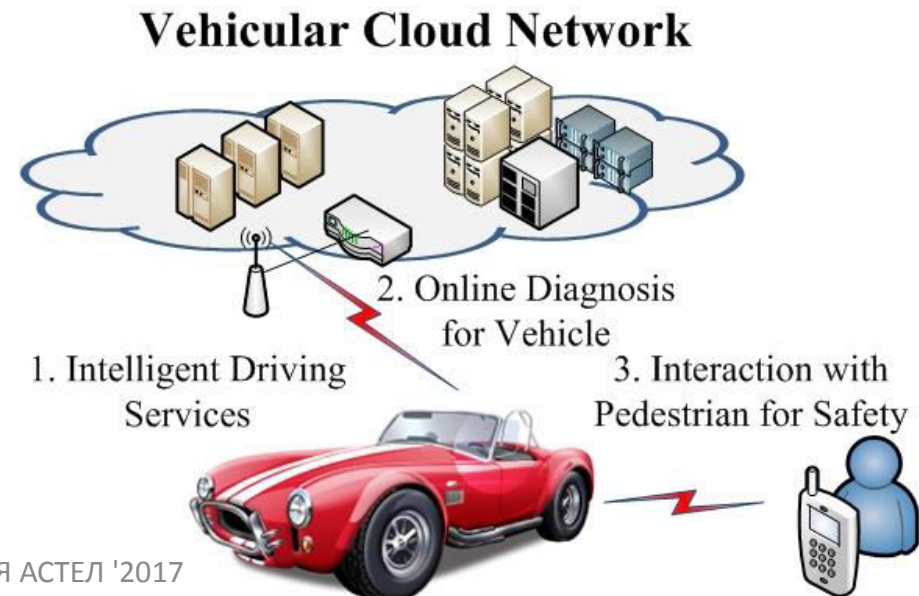 Vehicular Cloud Network
2. Online Diagnosis
for Vehicle
1. Intelligent Driving
Services
3. Interaction with
Pedestrian for Safety
Я АСТЕЛ '2017